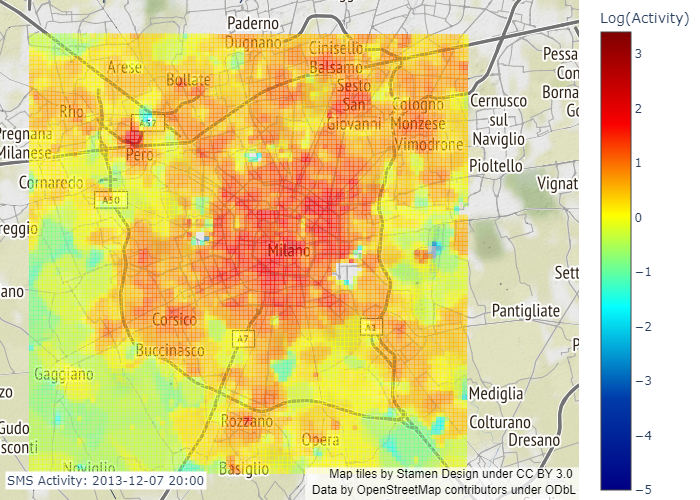 Log(Activity)
3
2
1
0
−1
−2
−3
−4
−5
Paderno
Dugnano
Cinisello
Balsamo
Arese
Bollate
Sesto
San
Giovanni
Pessa
Con
Borna
Go
Rho
A52
Cologno
Monzese
Cernusco
sul
Naviglio
Pregnana
Milanese
Pero
Vimodrone
Pioltello
Cornaredo
A50
Vignat
reggio
Milano
Sett
ano
Pantigliate
Corsico
A7
Buccinasco
P
Gaggiano
zo
Mediglia
Rozzano
Colturano
Gudo
sconti
Opera
Dresano
Noviglio
Basiglio
SMS Activity: 2013-12-07 20:00
Map tiles by Stamen Design under CC BY 3.0
Data by OpenStreetMap contributors under ODbL